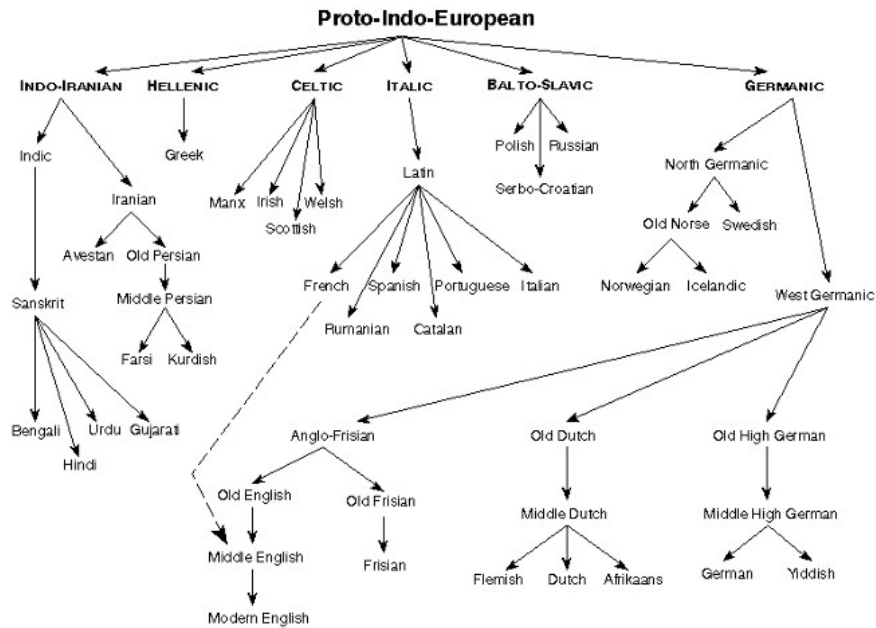 Proto-Indo-European
INDO-IRANIAN HELLENIC CELTIC ITALIC BALTO-SLAVIC GERMANIC
Indic Greek Polish Russian
Latin North Germanic
Serbo-Croatian
Iranian Manx Irish Welsh
Scottish Old Norse Swedish
Avestan Old Persian
French Spanish Portuguese Italian Norwegian Icelandic
Sanskrit Middle Persian West Germanic
Rumanian Catalan
Farsi Kurdish
Bengali Urdu Gujarati Anglo-Frisian Old Dutch Old High German
Hindi
Old English Old Frisian
Middle Dutch Middle High German
Middle English Frisian
Flemish Dutch Afrikaans German Yiddish
Modern English